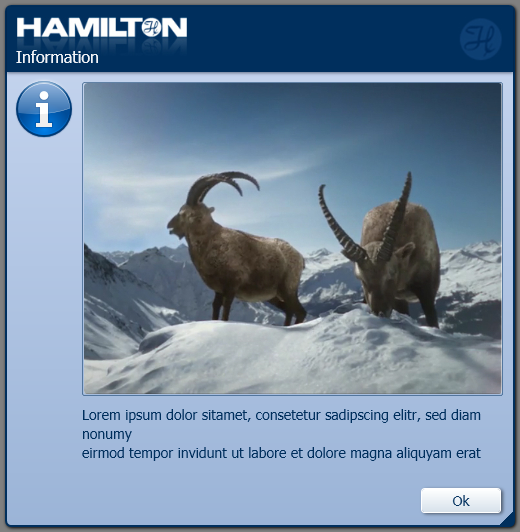 HAMILTON
Information
Lorem ipsum dolor sitamet, consetetur sadipscing elitr, sed diam
nonumy
eirmod tempor invidunt ut labore et dolore magna aliquyam erat
Ok